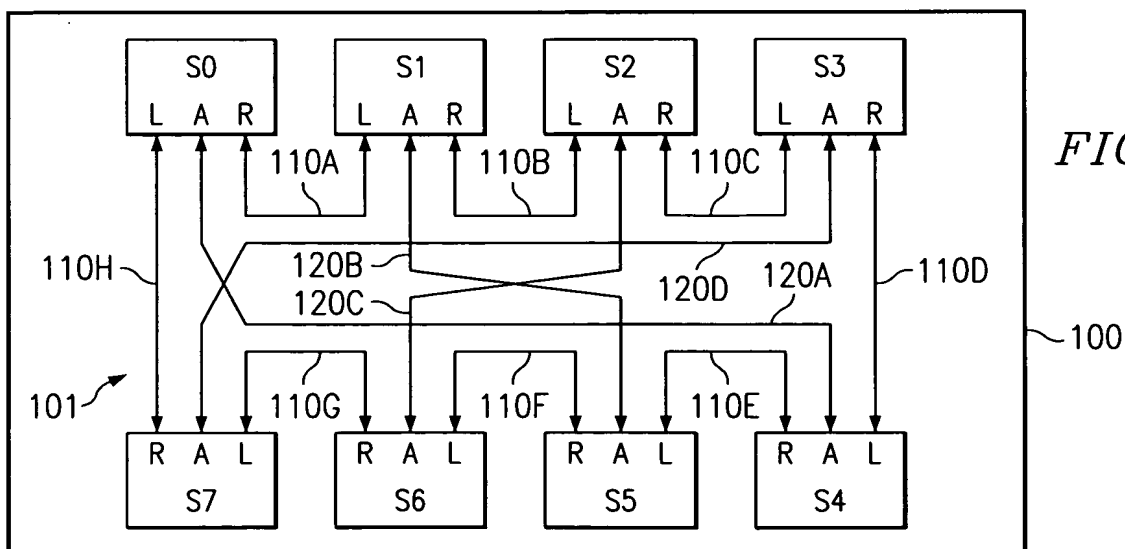 S0 S1 S2 S3
L A R L A R L A R L A R
FIG
110A 110B 110C
110H 120B 120D 110D
120C 120A
100
101 110G 110F 110E
R A L R A L R A L R A L
S7 S6 S5 S4